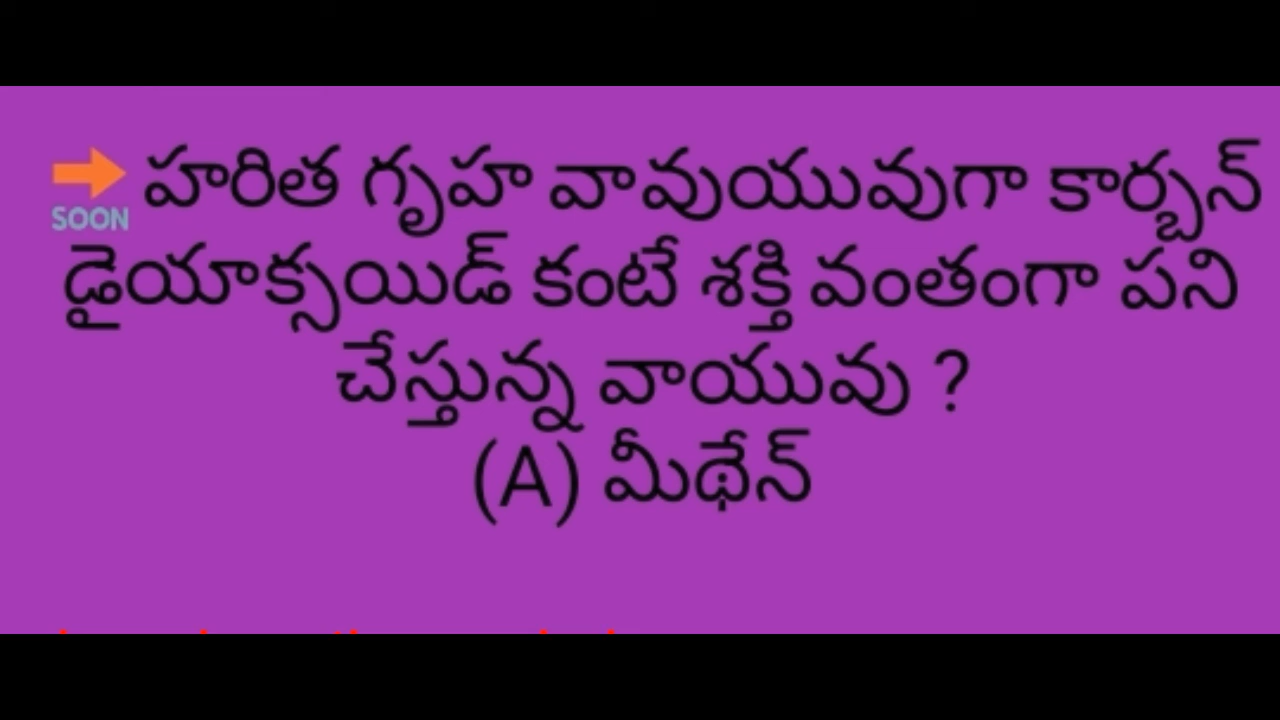 SOON
హరిత గృహ వావుయువుగా కార్బన్
డైయాక్సయిడ్ కంటే శక్తి వంతంగా పని
చేస్తున్న వాయువు ?
(A) మీథేన్